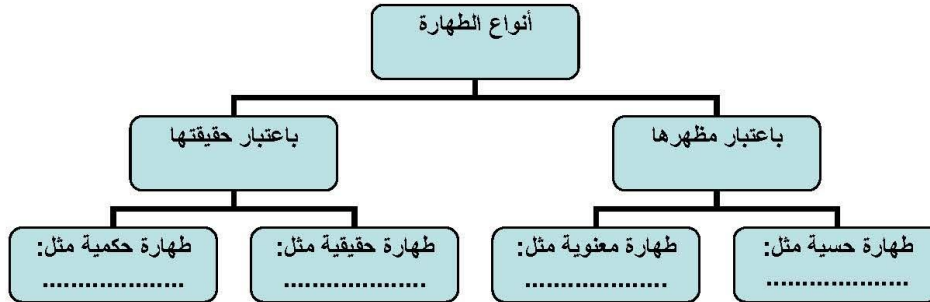 أنواع الطهارة
باعتبار مظهرها
باعتبار حقيقتها
طهارة حسية مثل:
....................
طهارة معنوية مثل:
....................
طهارة حقيقية مثل:
....................
طهارة حكمية مثل:
....................